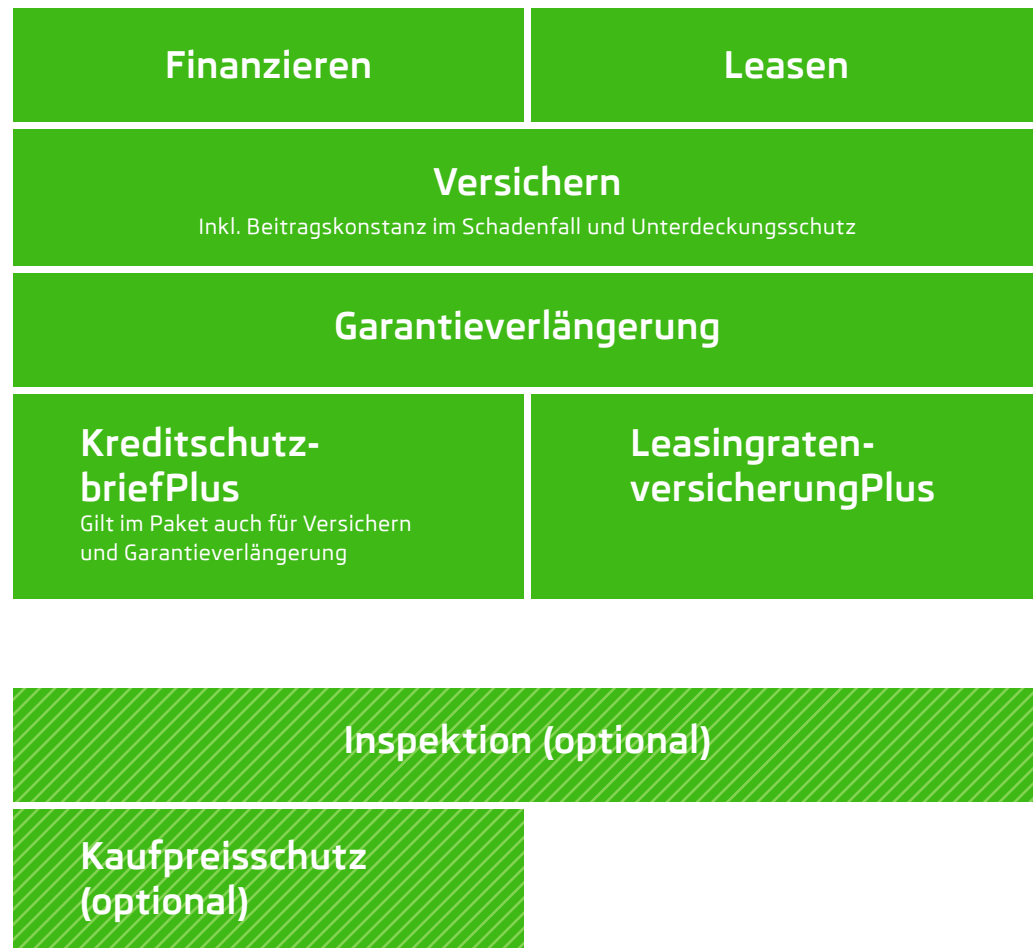 Finanzieren
Leasen
Versichern
Inkl. Beitragskonstanz im Schadenfall und Unterdeckungsschutz
Garantieverlängerung
Kreditschutz-
briefPlus
Gilt im Paket auch für Versichern
und Garantieverlängerung
Leasingraten-
versicherungPlus
Inspektion (optional)
Kaufpreisschutz
(optional)